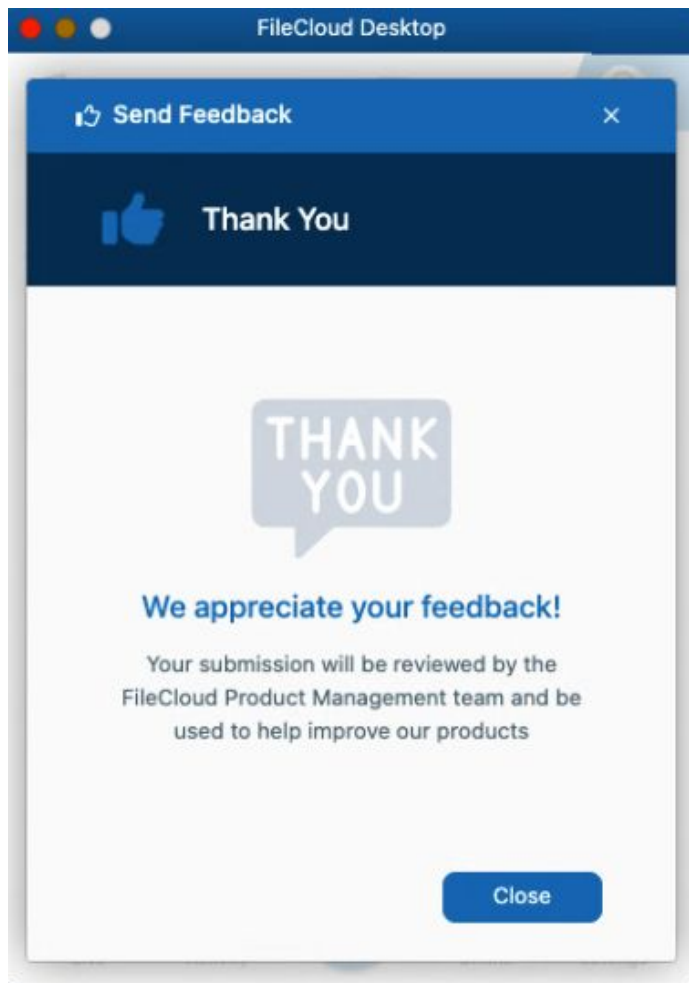 FileCloud Desktop
Send Feedback
Thank You
THANK
YOU
We appreciate your feedback!
Your submission will be reviewed by the
FileCloud Product Management team and be
used to help improve our products
Close